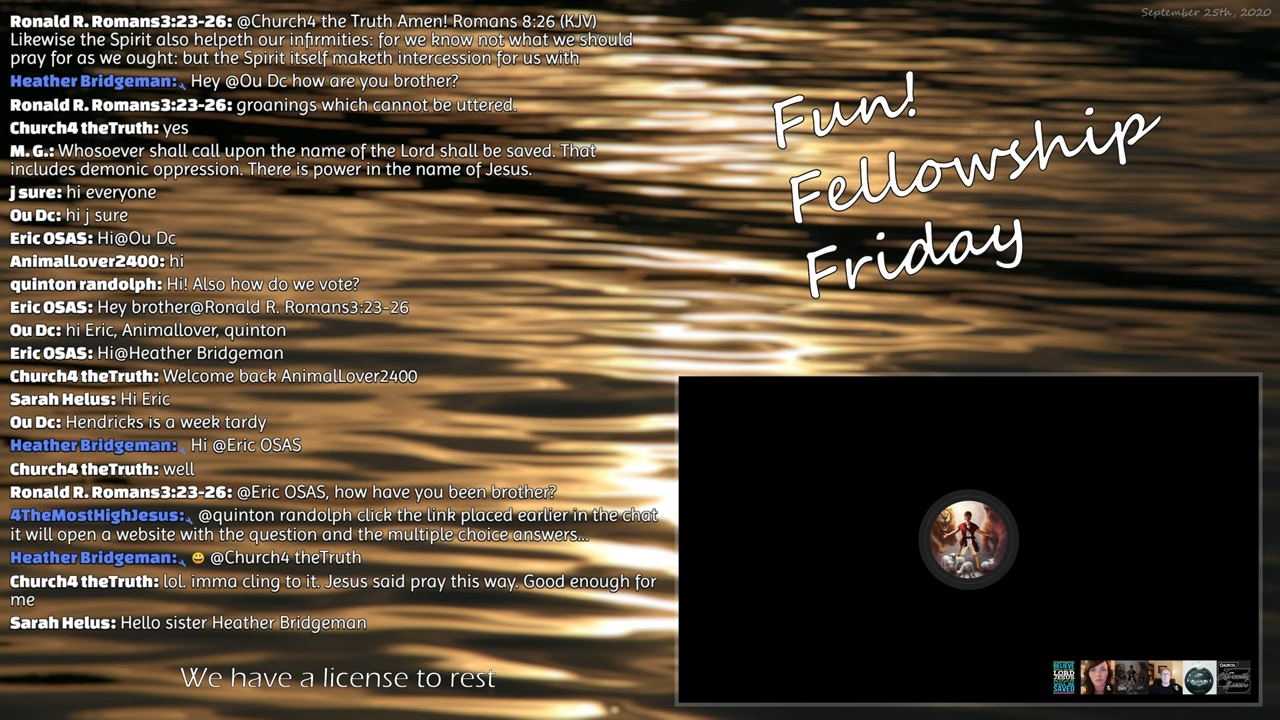 Ronald R. Romans3:23-26: @Church4 the Truth Amen! Romans 8:26 (KJV)
Likewise the Spirit also helpeth our infirmities: for we know not what we should
pray for as we ought: but the Spirit itself maketh intercession for us with
Heather Bridgeman: Hey @Ou Dc how are you brother?
Ronald R. Romans3:23-26: groanings which cannot be uttered.
Church4 theTruth: yes
M. G.: Whosoever shall call upon the name of the Lord shall be saved. That
includes demonic oppression. There is power in the name of Jesus.
j sure: hi everyone
Ou Dc: hi j sure
Eric OSAS: Hi@Ou Dc
AnimalLover2400: hi
quinton randolph: Hi! Also how do we vote?
Eric OSAS: Hey brother@Ronald R. Romans3:23-26
Ou Dc: hi Eric, Animallover, quinton
Eric OSAS: Hi@Heather Bridgeman
Church4 theTruth: Welcome back AnimalLover2400
Sarah Helus: Hi Eric
Ou Dc: Hendricks is a week tardy
Heather Bridgeman: Hi @Eric OSAS
Church4 theTruth: well
Ronald R. Romans3:23-26: @Eric OSAS, how have you been brother?
4TheMostHighJesus: @quinton randolph click the link placed earlier in the chat
it will open a website with the question and the multiple choice answers...
Heather Bridgeman: 😀 @Church4 theTruth
Church4 theTruth: lol. imma cling to it. Jesus said pray this way. Good enough for
me
Sarah Helus: Hello sister Heather Bridgeman
We have a license to rest
September 25th, 2020
Fun!
Fellowship
Friday
BELIEVE
LORD
JESUS
SAVED